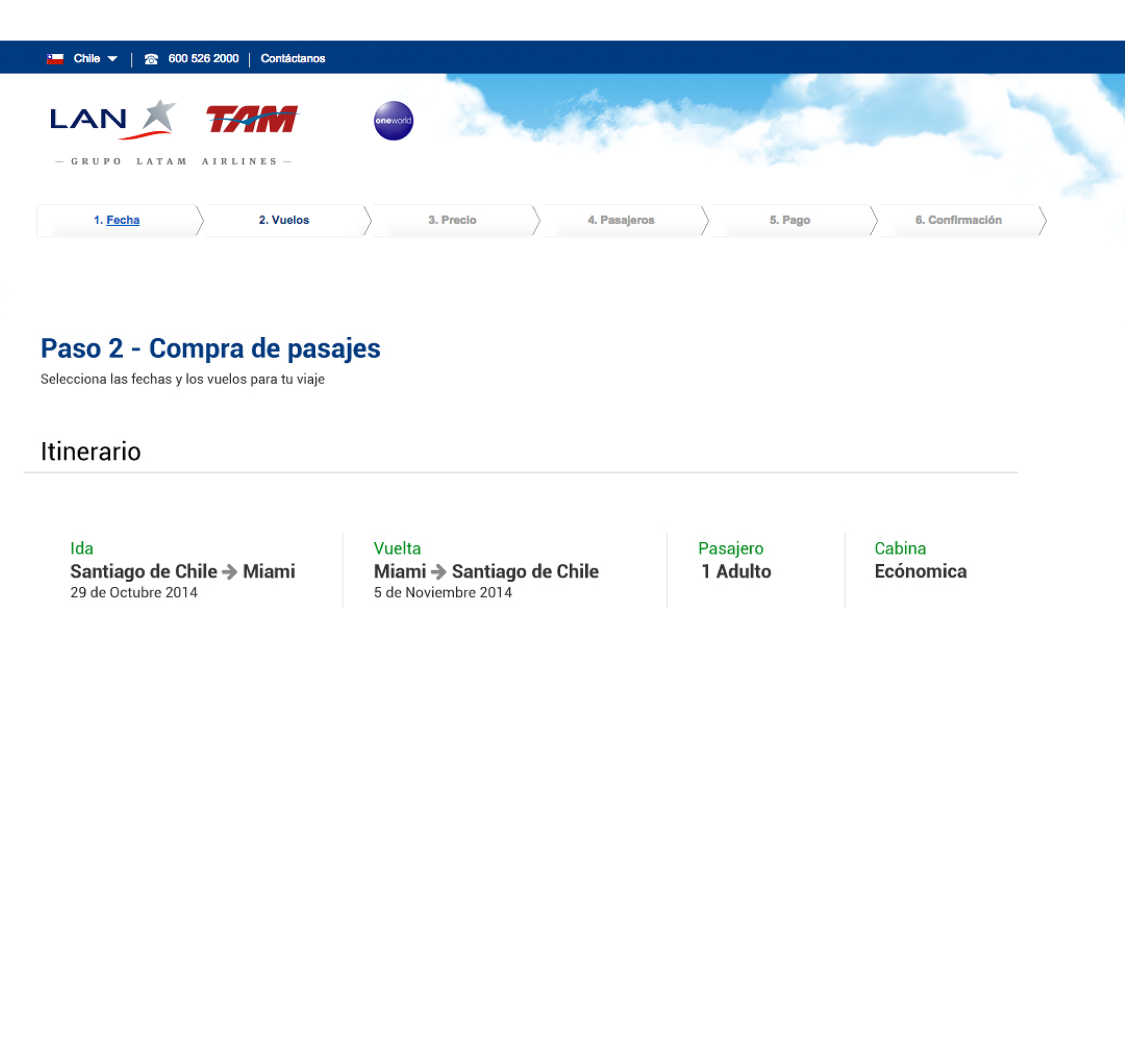 Chile
600 526 2000
Contáctanos
LAN TAM
oneworld
— GRUPO LATAM AIRLINES —
1. Fecha
2. Vuelos
3. Precio
4. Pasajeros
5. Pago
6. Confirmación
Paso 2 - Compra de pasajes
Selecciona las fechas y los vuelos para tu viaje
Itinerario
Ida
Santiago de Chile → Miami
29 de Octubre 2014
Vuelta
Miami → Santiago de Chile
5 de Noviembre 2014
Pasajero
1 Adulto
Cabina
Ecónomica